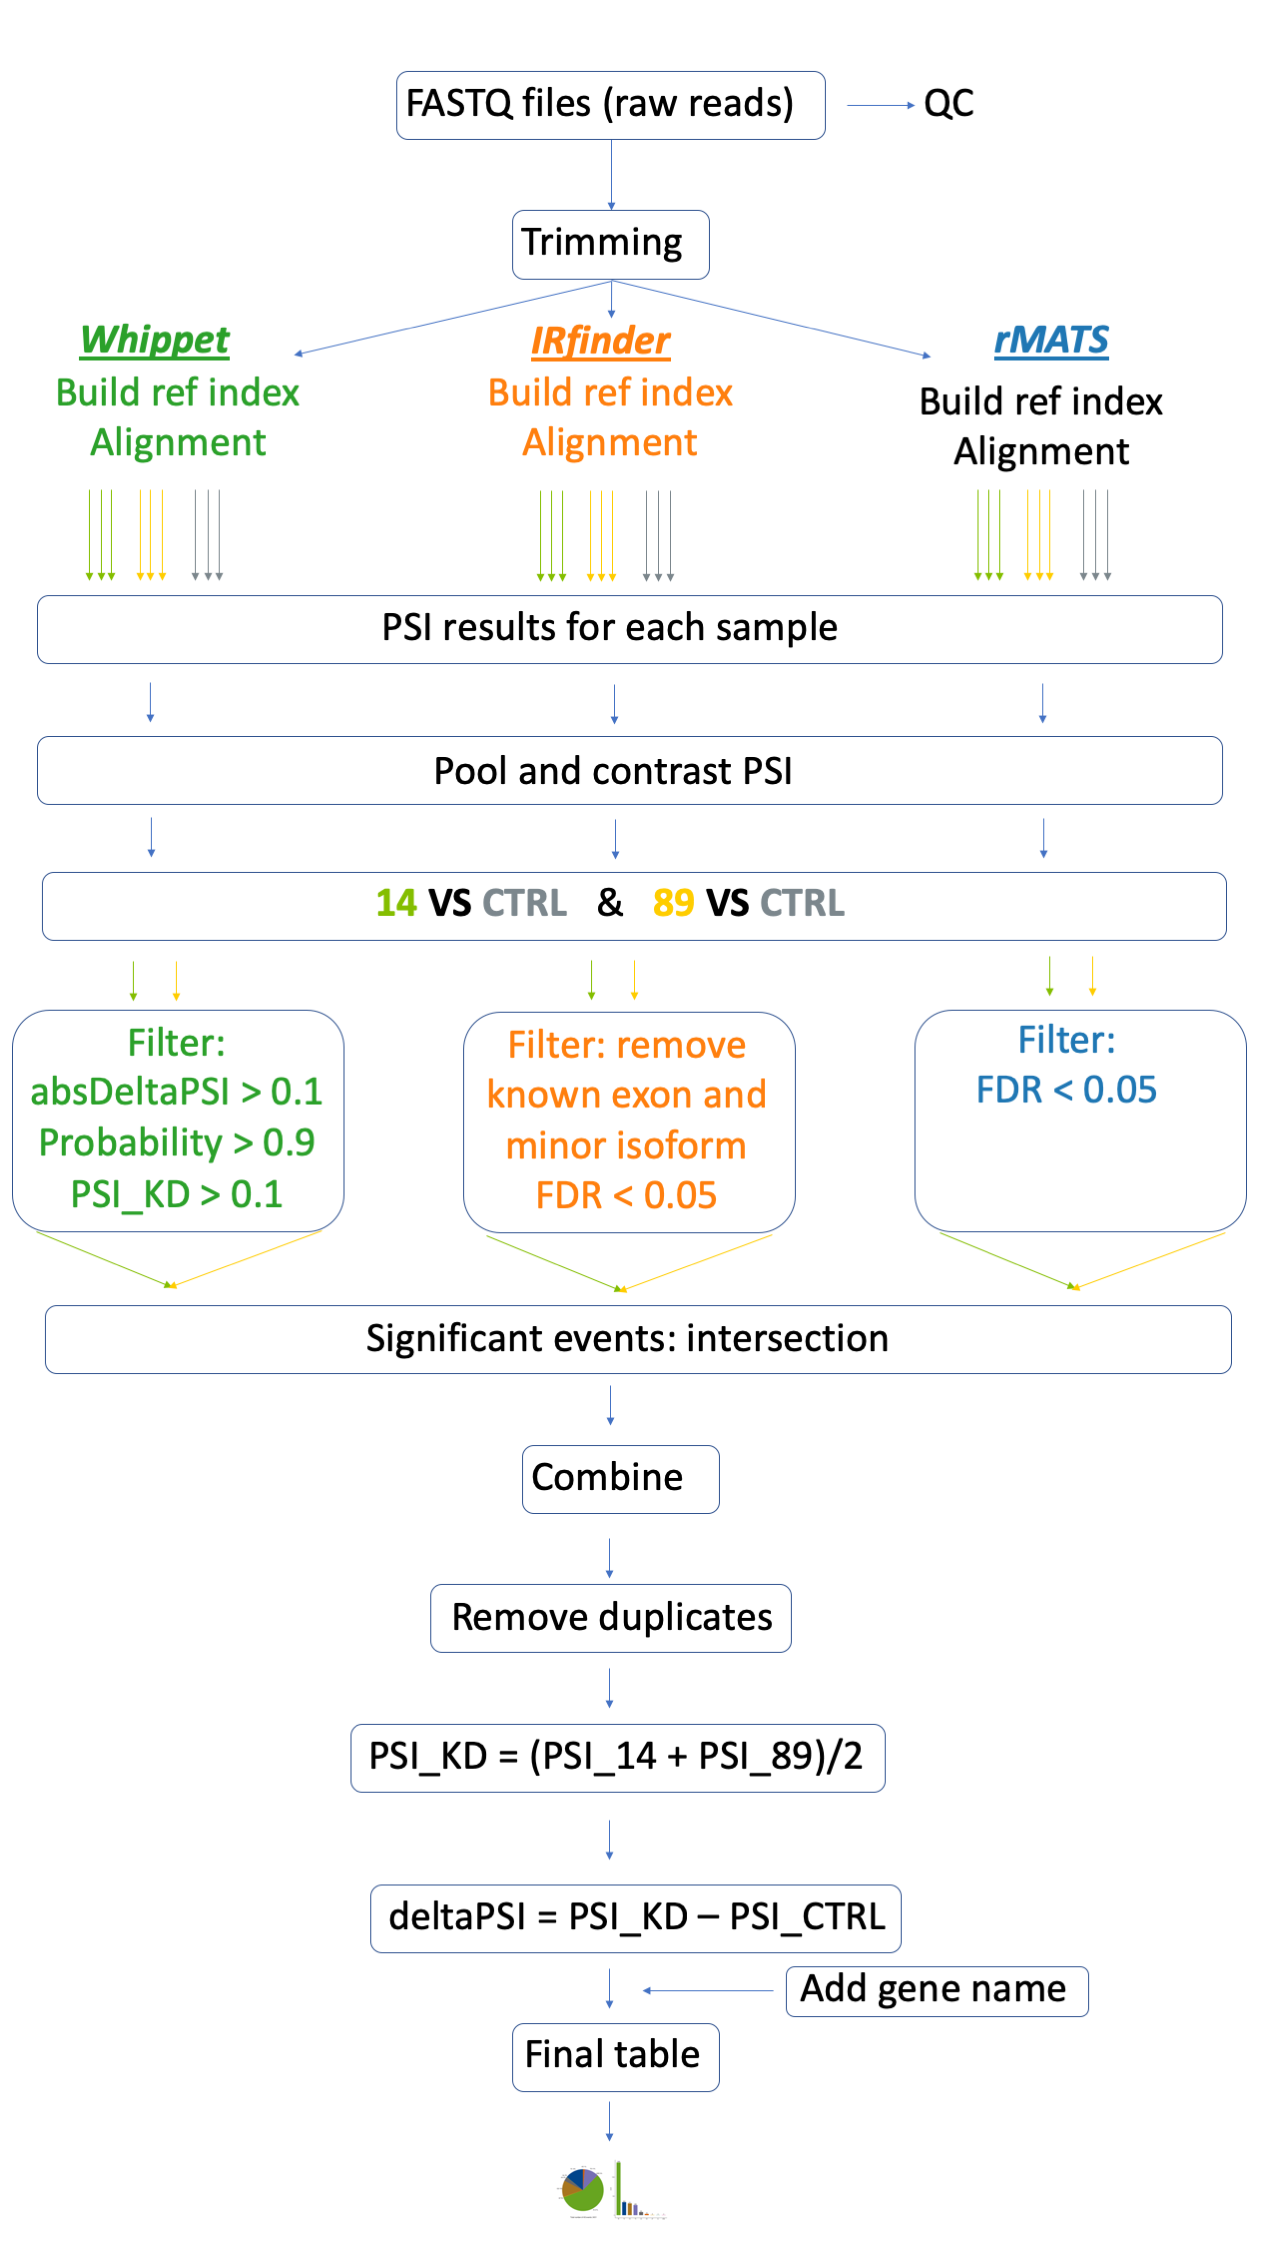 FASTQ files (raw reads)
QC
Trimming
Whippet
Build ref index
Alignment
IRfinder
Build ref index
Alignment
rMATS
Build ref index
Alignment
PSI results for each sample
Pool and contrast PSI
14 VS CTRL & 89 VS CTRL
Filter:
absDeltaPSI > 0.1
Probability > 0.9
PSI_KD > 0.1
Filter: remove
known exon and
minor isoform
FDR < 0.05
Filter:
FDR < 0.05
Significant events: intersection
Combine
Remove duplicates
PSI_KD = (PSI_14 + PSI_89)/2
deltaPSI = PSI_KD – PSI_CTRL
Add gene name
Final table